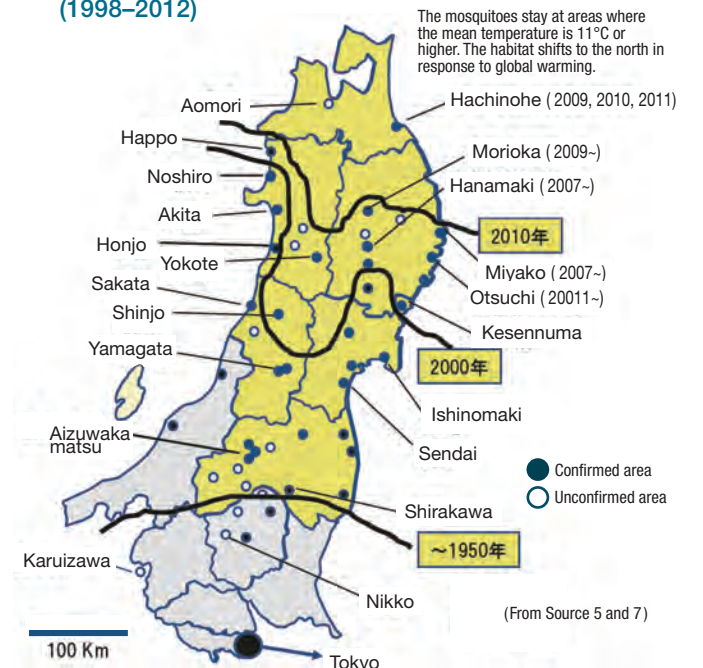 (1998–2012)
The mosquitoes stay at areas where
the mean temperature is 11°C or
higher. The habitat shifts to the north in
response to global warming.
Aomori
Hachinohe (2009, 2010, 2011)
Happo
Morioka (2009~)
Noshiro
Hanamaki (2007~)
Akita
2010年
Honjo
Yokote
Miyako (2007~)
Sakata
Otsuchi (20011~)
Shinjo
Kesennuma
Yamagata
2000年
Ishinomaki
Aizuwaka
matsu
Sendai
Confirmed area
Unconfirmed area
Shirakawa
~1950年
Karuizawa
Nikko
(From Source 5 and 7)
100 Km
Tokyo